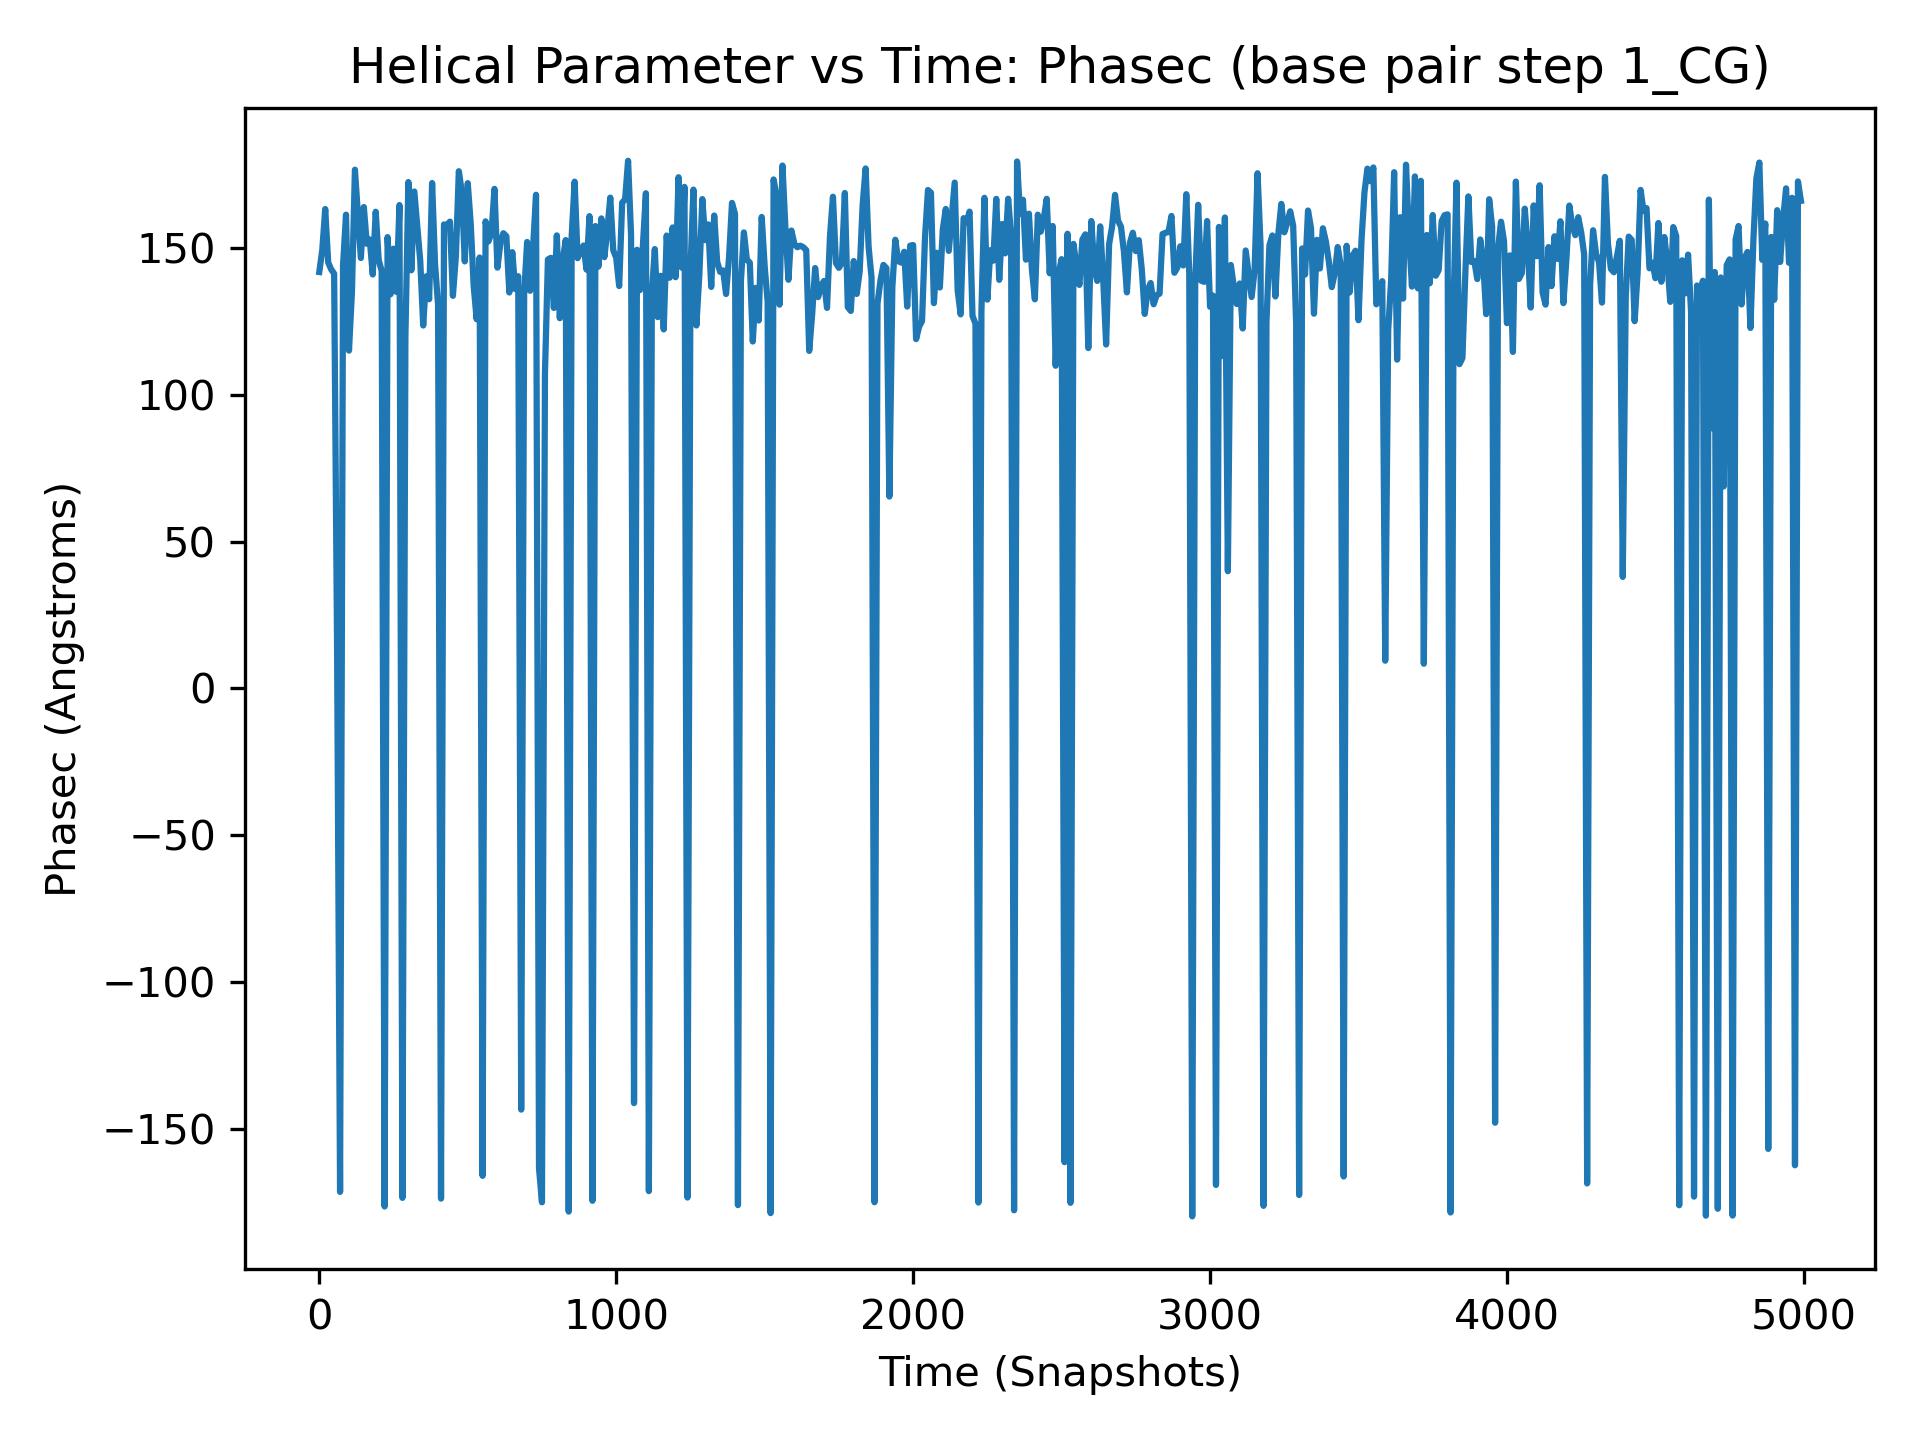 Helical Parameter vs Time: Phasec (base pair step 1_CG)
Phasec (Angstroms)
150
100
50
0
−50
−100
−150
0 1000 2000 3000 4000 5000
Time (Snapshots)